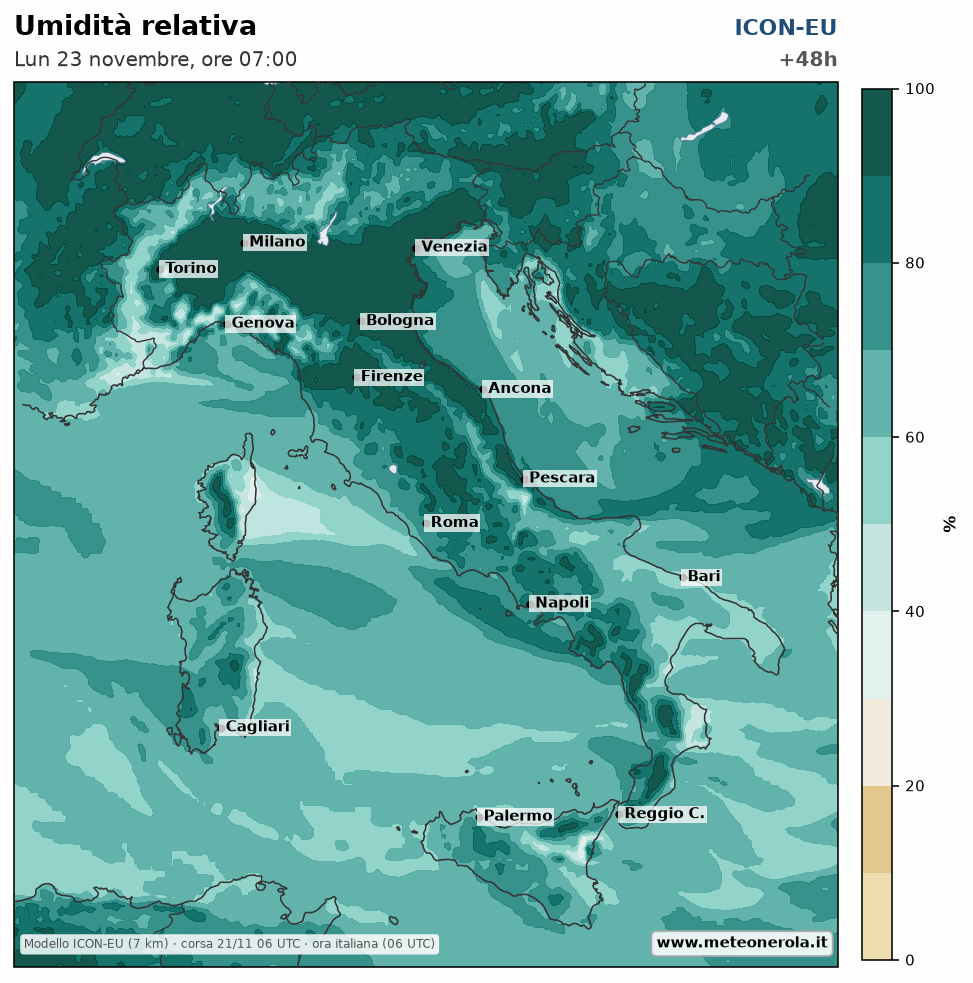 Umidità relativa
ICON-EU
Lun 23 novembre, ore 07:00
+48h
100
80
60
40
20
0
%
Milano
Venezia
Torino
Genova
Bologna
Firenze
Ancona
Pescara
Roma
Bari
Napoli
Cagliari
Palermo
Reggio C.
Modello ICON-EU (7 km) · corsa 21/11 06 UTC · ora italiana (06 UTC)
www.meteonerola.it